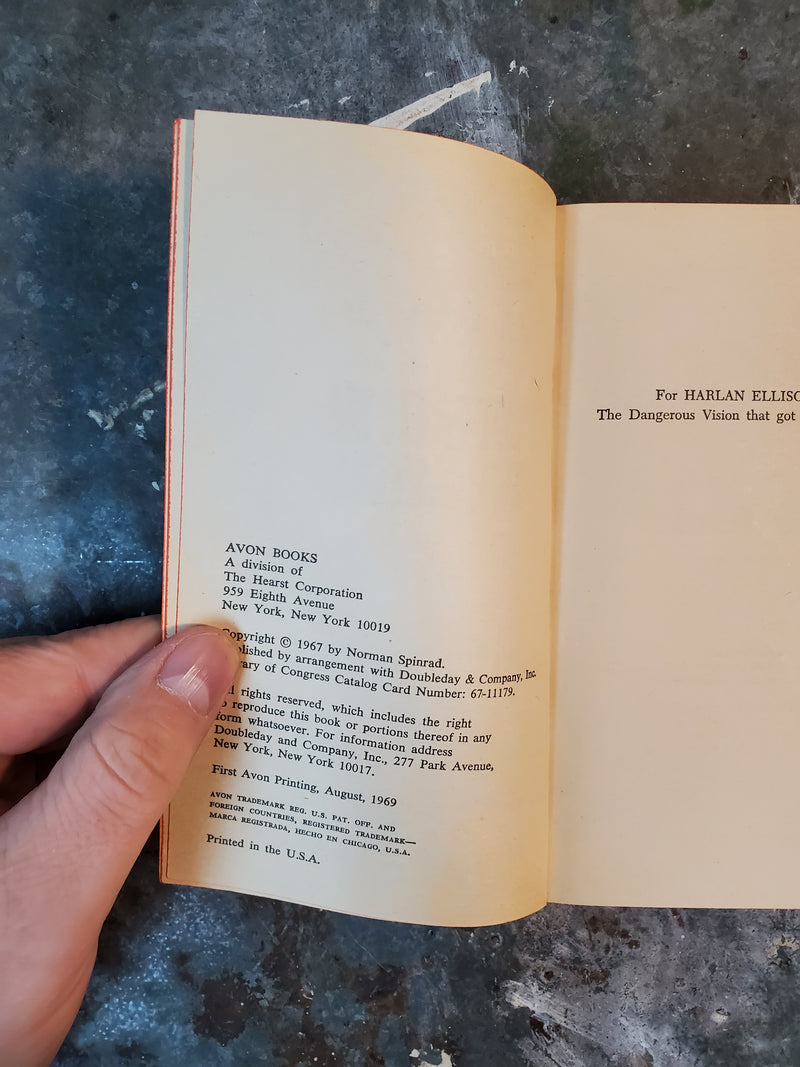 AVON BOOKS
A division of
The Hearst Corporation
959 Eighth Avenue
New York, New York 10019
Copyright © 1967 by Norman Spinrad.
by arrangement with Doubleday & Company, Inc.
of Congress Catalog Card Number: 67-11179.
rights reserved, which includes the right
reproduce this book or portions thereof in any
form whatsoever. For information address
Doubleday and Company, Inc., 277 Park Avenue,
New York, New York 10017.
First Avon Printing, August, 1969
AVON TRADEMARK REG. U.S. PAT. OFF. AND
FOREIGN COUNTRIES, REGISTERED TRADEMARK—
MARCA REGISTRADA, HECHO EN CHICAGO, U.S.A.
Printed in the U.S.A.
For HARLAN
The Dangerous Vision that got